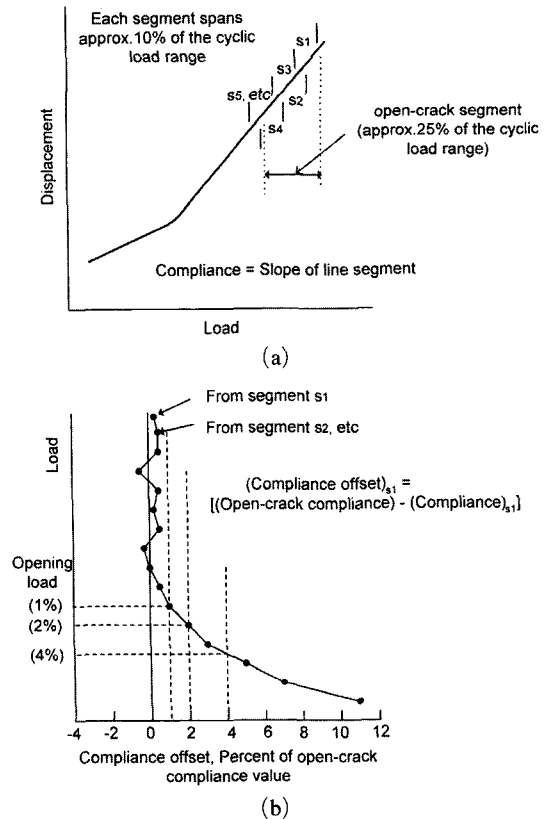 Each segment spans
approx.10% of the cyclic
load range
s1
s3
s5, etc
s2
s4
open-crack segment
(approx.25% of the cyclic
load range)
Displacement
Compliance = Slope of line segment
Load
(a)
From segment s1
From segment s2, etc
Load
(Compliance offset)s1 =
[(Open-crack compliance) - (Compliance)s1]
Opening
load
(1%)
(2%)
(4%)
-4 -2 0 2 4 6 8 10 12
Compliance offset, Percent of open-crack
compliance value
(b)